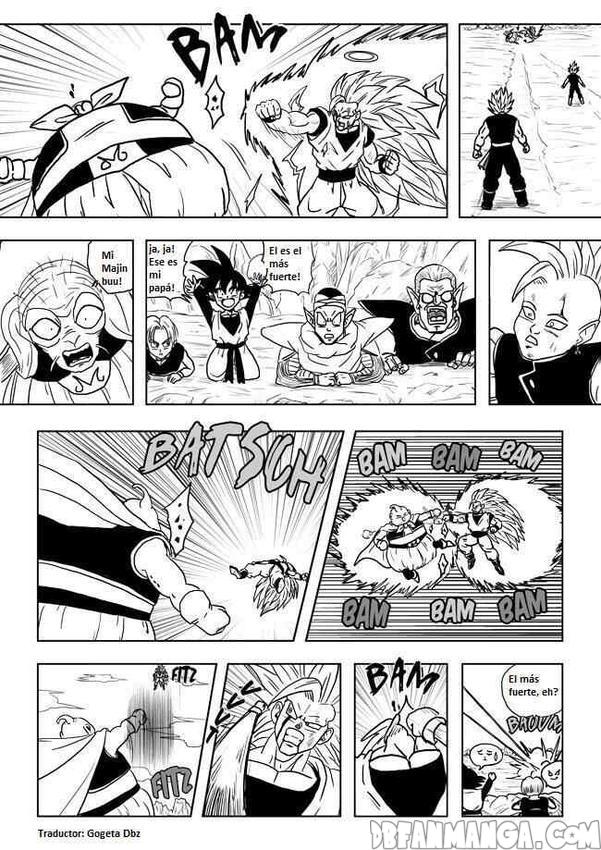 BAM
Mi
Majin
buu!
ja, ja!
Ese es
mi
papá!
El es el
más
fuerte!
BATSCH
BAM BAM BAM
BAM BAM BAM
FITZ
FITZ
BAM
El más
fuerte, eh?
BAOUM
Traductor: Gogeta Dbz
DBFANMANGA.COM